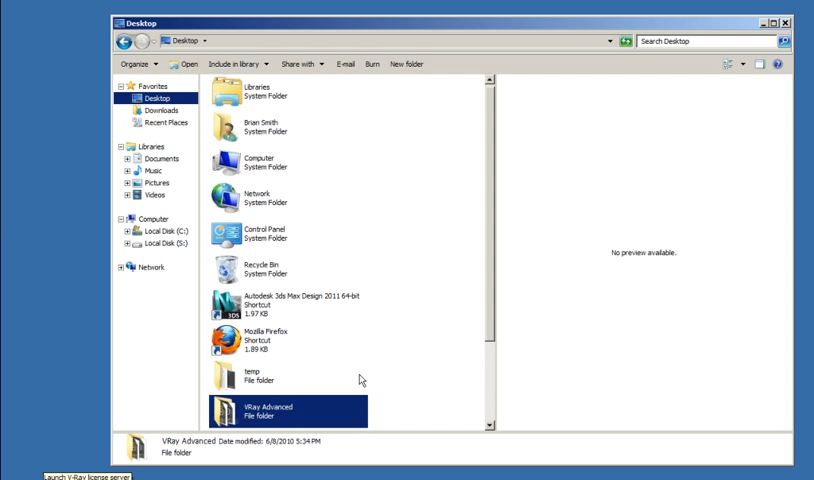 Desktop
Desktop
Search Desktop
Organize Open Include in library Share with E-mail Burn New folder
Favorites
Desktop
Downloads
Recent Places
Libraries
Documents
Music
Pictures
Videos
Computer
Local Disk (C:)
Local Disk (S:)
Network
Libraries
System Folder
Brian Smith
System Folder
Computer
System Folder
Network
System Folder
Control Panel
System Folder
Recycle Bin
System Folder
Autodesk 3ds Max Design 2011 64-bit
Shortcut
1.97 KB
Mozilla Firefox
Shortcut
1.89 KB
temp
File folder
VRay Advanced
File folder
No preview available.
VRay Advanced Date modified: 6/8/2010 5:34 PM
File folder
Launch V-Ray license server